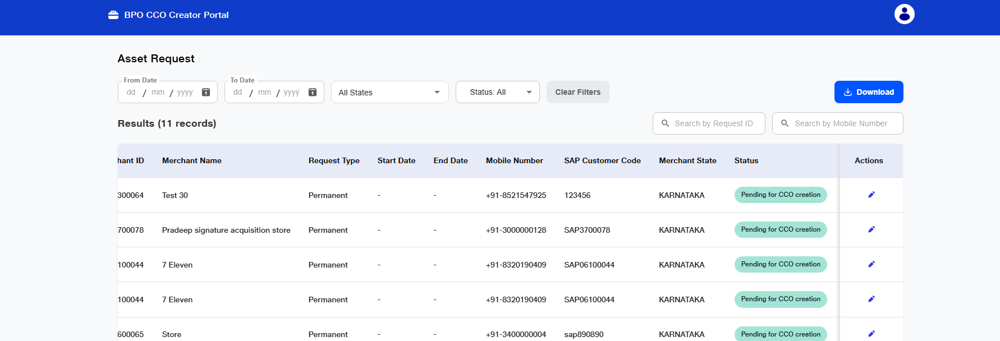 BPO CCO Creator Portal
Asset Request
From Date
dd / mm / yyyy
To Date
dd / mm / yyyy
All States
Status: All
Clear Filters
Download
Results (11 records)
Search by Request ID
Search by Mobile Number
hant ID Merchant Name Request Type Start Date End Date Mobile Number SAP Customer Code Merchant State Status Actions
300064 Test 30 Permanent - - +91-8521547925 123456 KARNATAKA Pending for CCO creation
700078 Pradeep signature acquisition store Permanent - - +91-3000000128 SAP3700078 KARNATAKA Pending for CCO creation
100044 7 Eleven Permanent - - +91-8320190409 SAP06100044 KARNATAKA Pending for CCO creation
100044 7 Eleven Permanent - - +91-8320190409 SAP06100044 KARNATAKA Pending for CCO creation
600065 Store Permanent - - +91-3400000004 sap890890 KARNATAKA Pending for CCO creation